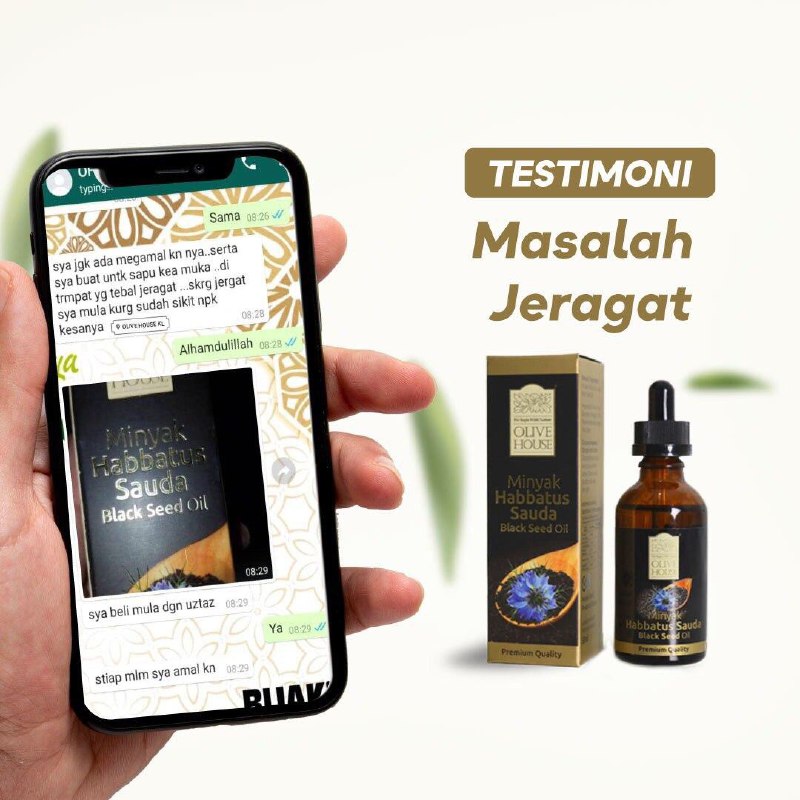 typing...
Sama 08:26
sya jgk ada megamal kn nya..serta
sya buat untk sapu kea muka ..di
trmpat yg tebal jeragat ...skrg jergat
sya mula kurg sudah sikit npk
kesanya OLIVE HOUSE KL 08:28
Alhamdulillah 08:28
HOUSE
Minyak
Habbatus
Sauda
Black Seed Oil
08:29
sya beli mula dgn uztaz 08:29
Ya 08:29
stiap mlm sya amal kn 08:29
TESTIMONI
Masalah
Jeragat
OLIVE
HOUSE
Minyak
Habbatus
Sauda
Black Seed Oil
Premium Quality
OLIVE
HOUSE
Minyak
Habbatus Sauda
Black Seed Oil
Premium Quality